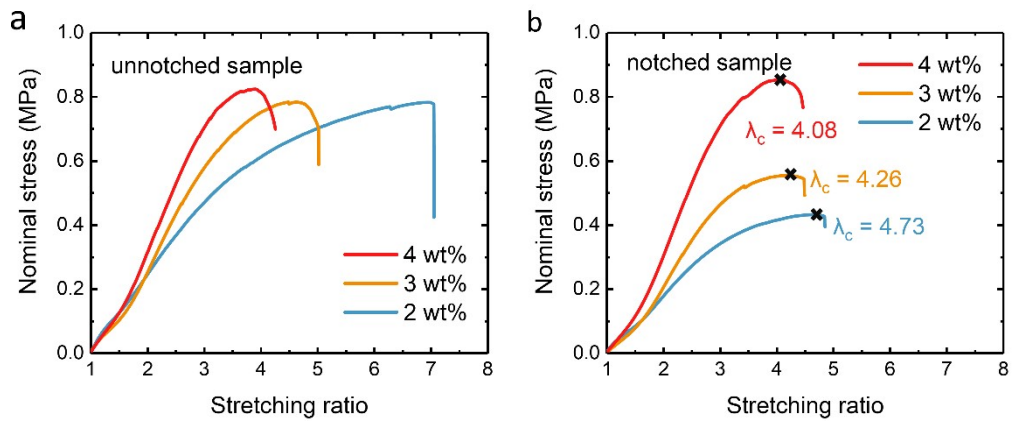 a
1.0
0.8
0.6
0.4
0.2
0.0
Nominal stress (MPa)
unnotched sample
4 wt%
3 wt%
2 wt%
1 2 3 4 5 6 7 8
Stretching ratio
b
1.0
0.8
0.6
0.4
0.2
0.0
Nominal stress (MPa)
notched sample
4 wt%
3 wt%
2 wt%
λc = 4.08
λc = 4.26
λc = 4.73
1 2 3 4 5 6 7 8
Stretching ratio